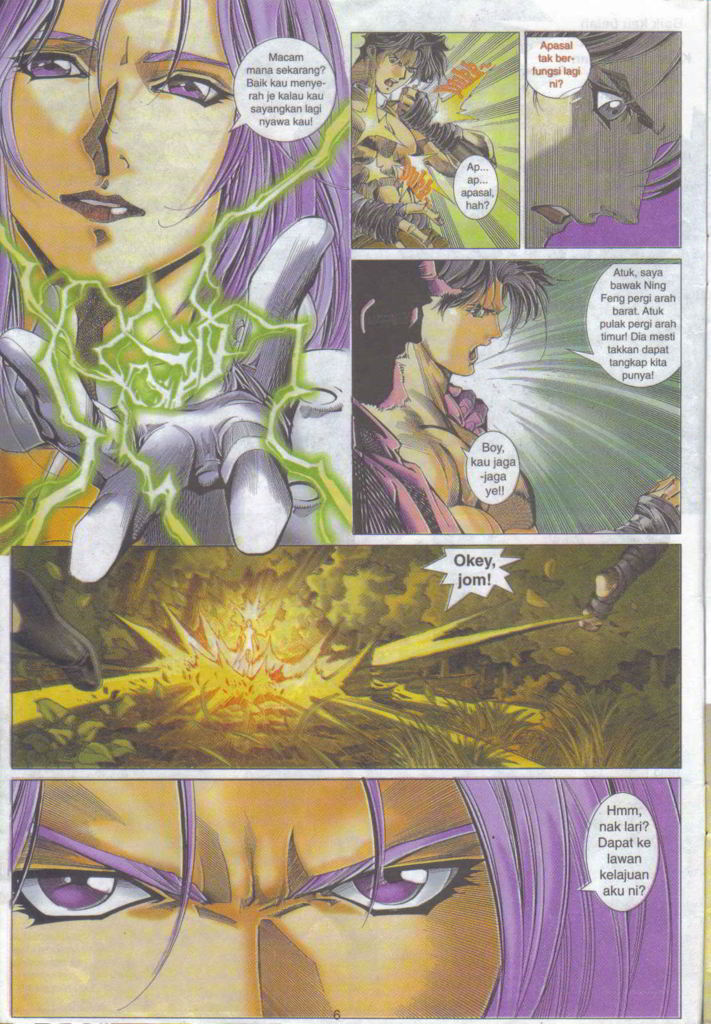 Macam
mana sekarang?
Baik kau menye-
rah je kalau kau
sayangkan lagi
nyawa kau!
Ap...
ap...
apasal,
hah?
Apasal
tak ber-
fungsi lagi
ni?
Atuk, saya
bawak Ning
Feng pergi arah
barat. Atuk
pulak pergi arah
timur! Dia mesti
takkan dapat
tangkap kita
punya!
Boy,
kau jaga
-jaga
ye!!
Okey,
jom!
Hmm,
nak lari?
Dapat ke
lawan
kelajuan
aku ni?
6